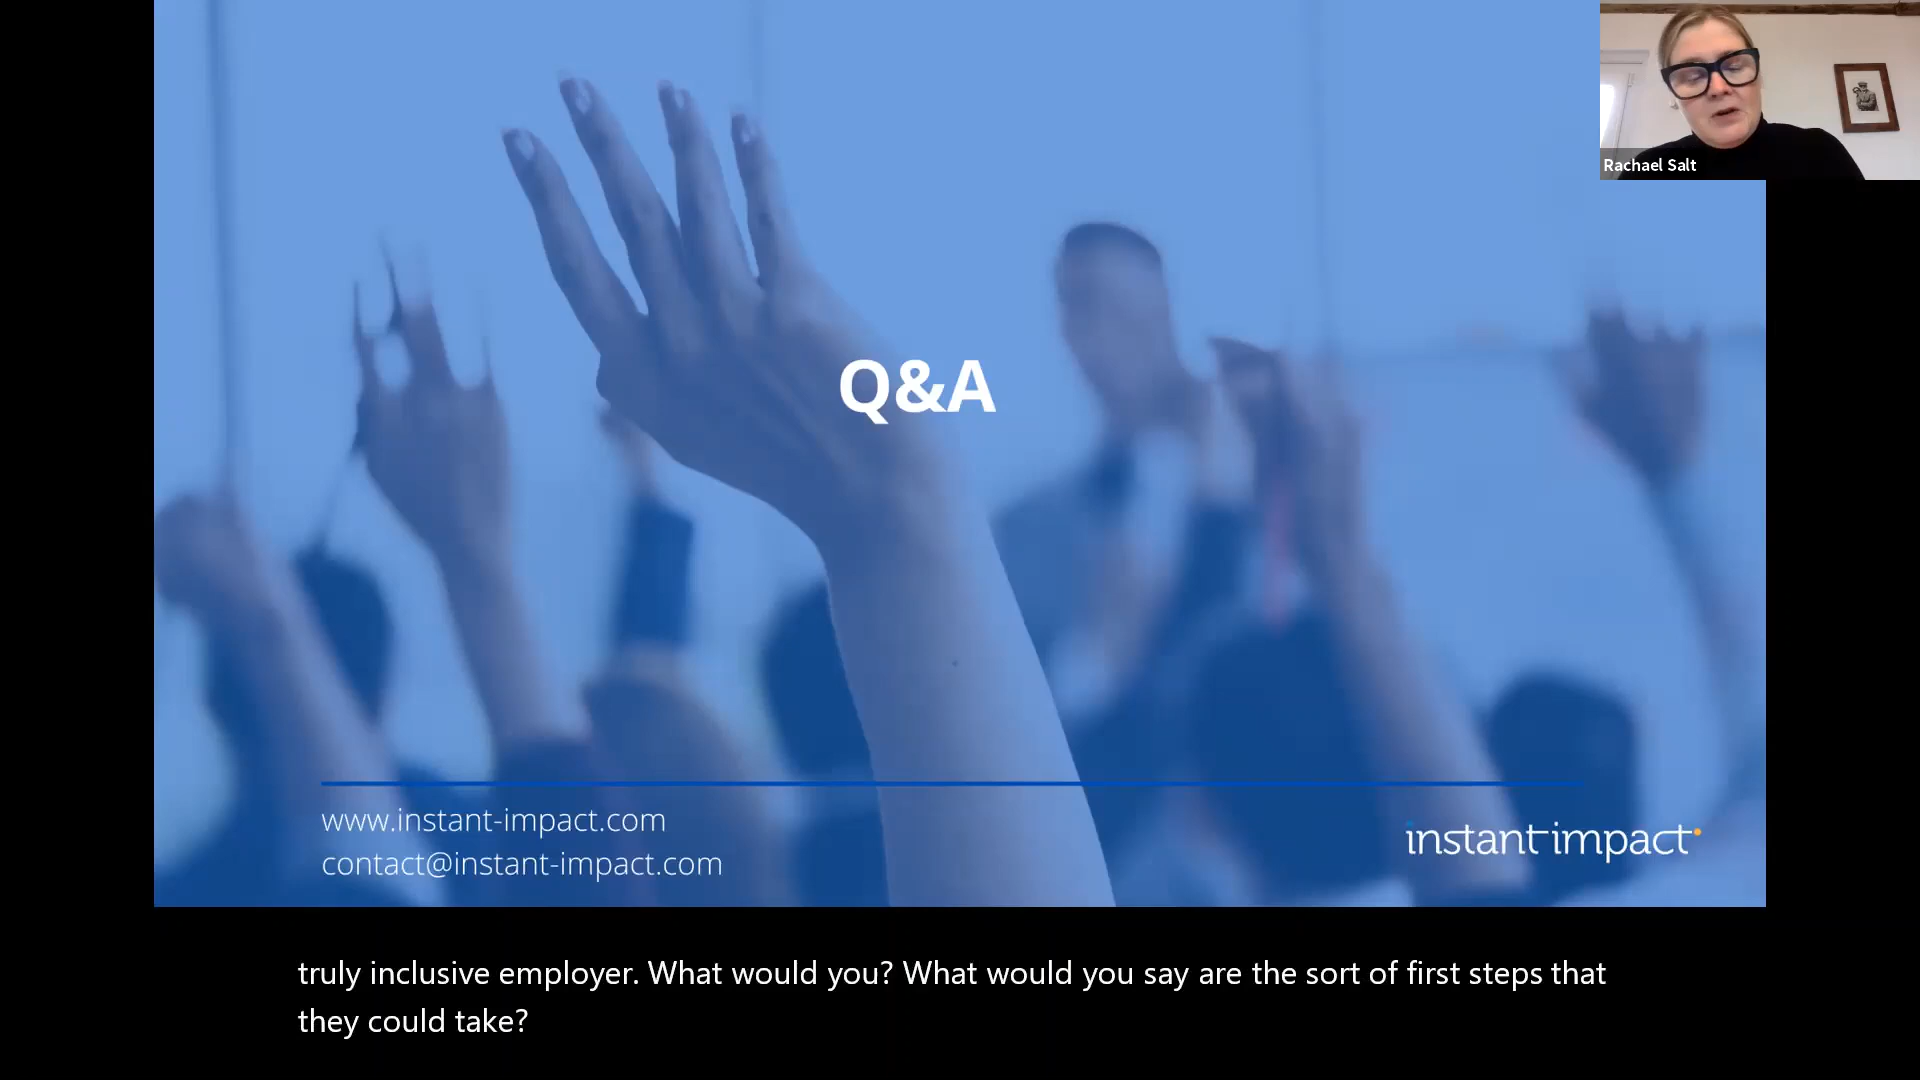 Rachael Salt
Q&A
www.instant-impact.com
contact@instant-impact.com
instant impact
truly inclusive employer. What would you? What would you say are the sort of first steps that
they could take?